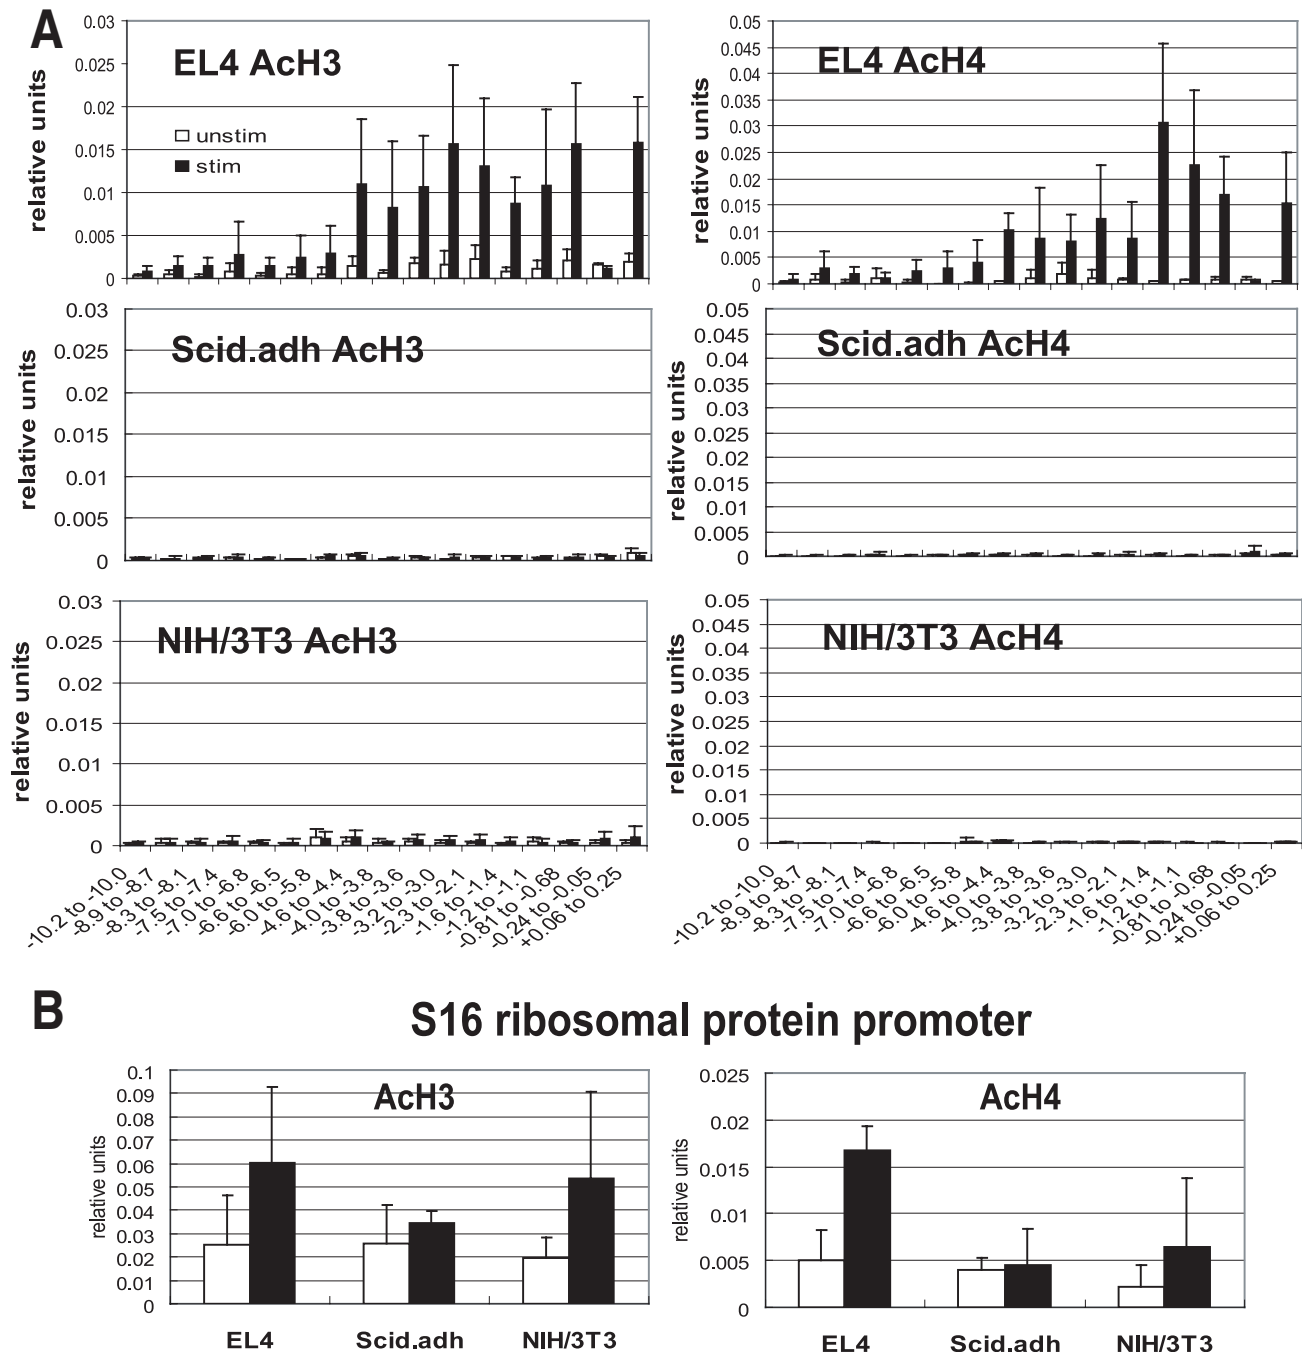 A
EL4 AcH3
relative units
0.03
0.025
0.02
0.015
0.01
0.005
0
unstim
stim
EL4 AcH4
relative units
0.05
0.045
0.04
0.035
0.03
0.025
0.02
0.015
0.01
0.005
0
Scid.adh AcH3
relative units
0.03
0.025
0.02
0.015
0.01
0.005
0
Scid.adh AcH4
relative units
0.05
0.045
0.04
0.035
0.03
0.025
0.02
0.015
0.01
0.005
0
NIH/3T3 AcH3
relative units
0.03
0.025
0.02
0.015
0.01
0.005
0
-10.2 to -10.0
-8.9 to -8.7
-8.3 to -8.1
-7.5 to -7.4
-7.0 to -6.8
-6.6 to -6.5
-6.0 to -5.8
-4.6 to -4.4
-4.0 to -3.8
-3.8 to -3.6
-3.2 to -3.0
-2.3 to -2.1
-1.6 to -1.4
-1.2 to -1.1
-0.81 to -0.68
-0.24 to -0.05
+0.06 to 0.25
NIH/3T3 AcH4
relative units
0.05
0.045
0.04
0.035
0.03
0.025
0.02
0.015
0.01
0.005
0
-10.2 to -10.0
-8.9 to -8.7
-8.3 to -8.1
-7.5 to -7.4
-7.0 to -6.8
-6.6 to -6.5
-6.0 to -5.8
-4.6 to -4.4
-4.0 to -3.8
-3.8 to -3.6
-3.2 to -3.0
-2.3 to -2.1
-1.6 to -1.4
-1.2 to -1.1
-0.81 to -0.68
-0.24 to -0.05
+0.06 to 0.25
B
S16 ribosomal protein promoter
AcH3
relative units
0.1
0.09
0.08
0.07
0.06
0.05
0.04
0.03
0.02
0.01
0
EL4 Scid.adh NIH/3T3
AcH4
relative units
0.025
0.02
0.015
0.01
0.005
0
EL4 Scid.adh NIH/3T3